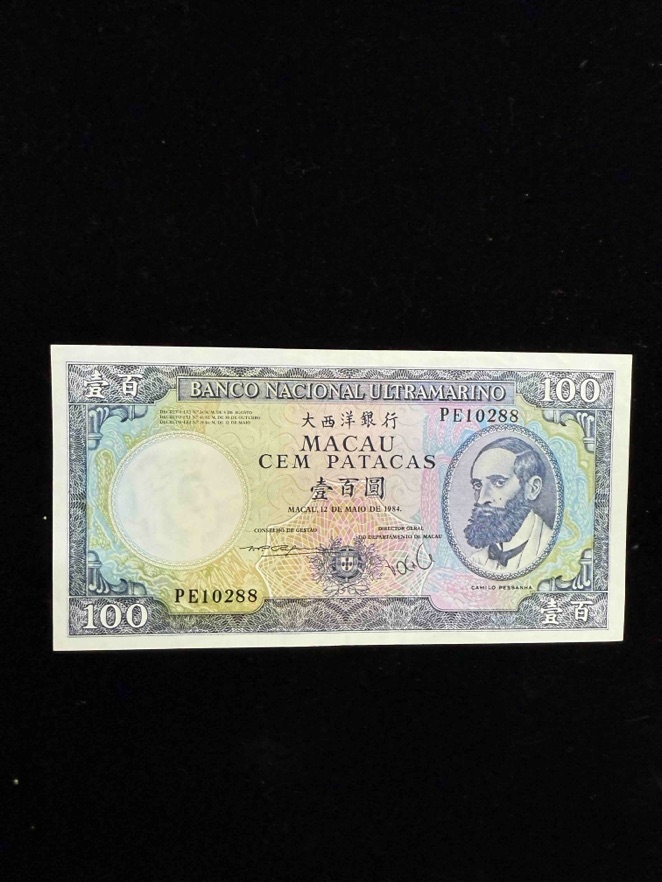 壹百
BANCO NACIONAL ULTRAMARINO
100
大西洋銀行
PE10288
MACAU
CEM PATACAS
壹百圓
MACAU, 12 DE MAIO DE 1984.
CONSELHO DE GESTÃO
DIRECTOR GERAL
DO DEPARTAMENTO DE MACAU
CAMILO PESSANHA
PE10288
100
壹百